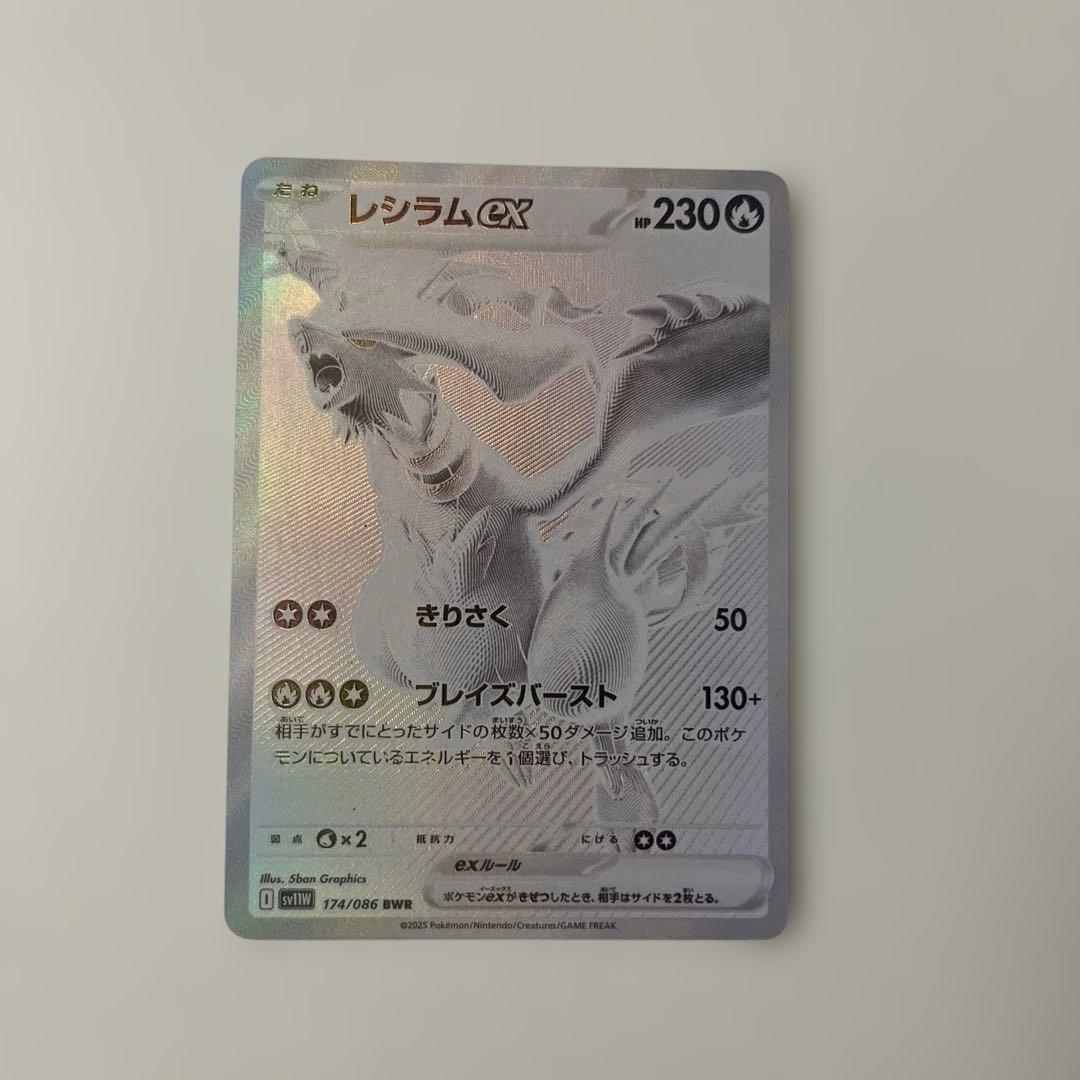 たね レシラムex HP230
きりさく 50
ブレイズバースト 130+
相手がすでにとったサイドの枚数×50ダメージ追加。このポケ
モンについているエネルギーを1個選び、トラッシュする。
弱点 ×2 抵抗力 にげる
exルール
ポケモンexがきぜつしたとき、相手はサイドを2枚とる。
Illus. 5ban Graphics
I sv11W 174/086 BWR
©2025 Pokémon/Nintendo/Creatures/GAME FREAK.